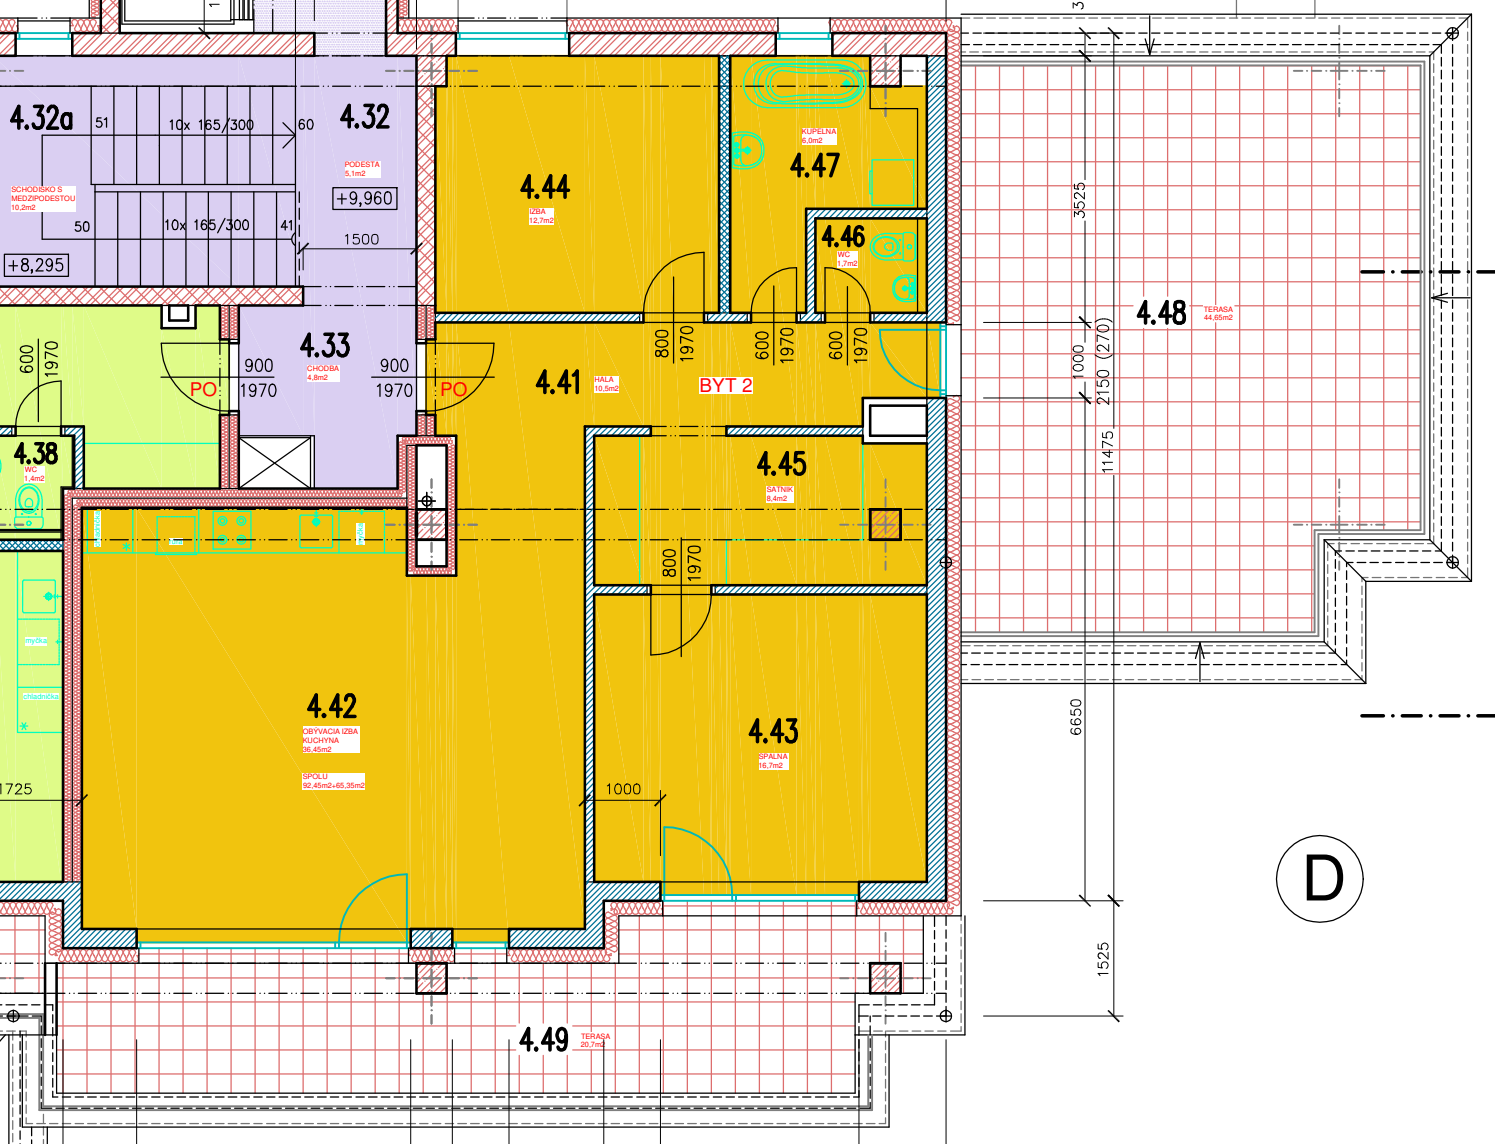 4.32a
51
10x 165/300
60
4.32
PODESTA
5,1m2
+9,960
SCHODISKO S
MEDZIPODESTOU
10,2m2
50
10x 165/300
41
1500
+8,295
4.44
IZBA
12,7m2
KUPELNA
6,0m2
4.47
4.46
WC
1,7m2
3525
4.48
TERASA
44,65m2
600
1970
4.33
CHODBA
4,8m2
900
1970
PO
900
1970
PO
4.41
HALA
10,5m2
BYT 2
800
1970
600
1970
600
1970
1000
2150 (270)
11475
4.38
WC
1,4m2
4.45
SATNIK
8,4m2
800
1970
myčka
chladnička
4.42
OBÝVACIA IZBA
KUCHYNA
36,45m2
SPOLU
92,45m2+65,35m2
4.43
SPALNA
16,7m2
6650
1725
1000
D
1525
4.49
TERASA
20,7m2